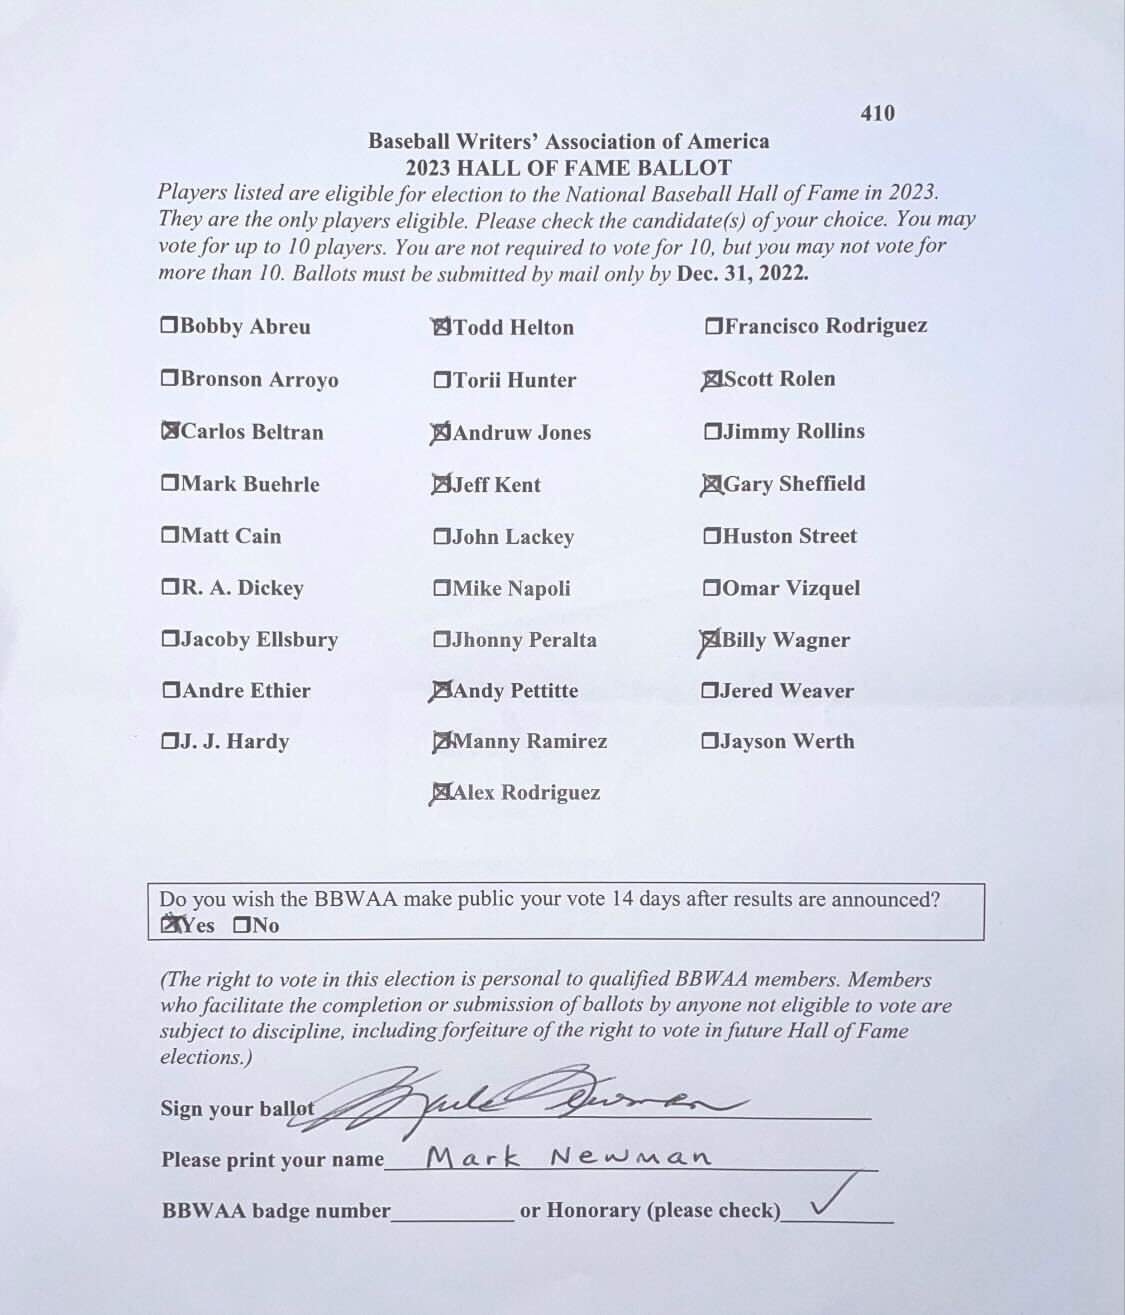 410
Baseball Writers' Association of America
2023 HALL OF FAME BALLOT
Players listed are eligible for election to the National Baseball Hall of Fame in 2023.
They are the only players eligible. Please check the candidate(s) of your choice. You may
vote for up to 10 players. You are not required to vote for 10, but you may not vote for
more than 10. Ballots must be submitted by mail only by Dec. 31, 2022.
☐Bobby Abreu ☒Todd Helton ☐Francisco Rodriguez
☐Bronson Arroyo ☐Torii Hunter ☒Scott Rolen
☒Carlos Beltran ☒Andruw Jones ☐Jimmy Rollins
☐Mark Buehrle ☒Jeff Kent ☒Gary Sheffield
☐Matt Cain ☐John Lackey ☐Huston Street
☐R. A. Dickey ☐Mike Napoli ☐Omar Vizquel
☐Jacoby Ellsbury ☐Jhonny Peralta ☒Billy Wagner
☐Andre Ethier ☒Andy Pettitte ☐Jered Weaver
☐J. J. Hardy ☒Manny Ramirez ☐Jayson Werth
☒Alex Rodriguez
Do you wish the BBWAA make public your vote 14 days after results are announced?
☒Yes ☐No
(The right to vote in this election is personal to qualified BBWAA members. Members
who facilitate the completion or submission of ballots by anyone not eligible to vote are
subject to discipline, including forfeiture of the right to vote in future Hall of Fame
elections.)
Sign your ballot Mark Newman
Please print your name Mark Newman
BBWAA badge number__________ or Honorary (please check) ✓